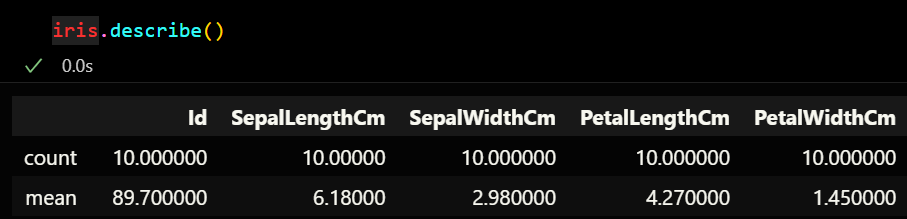 iris.describe()
0.0s
Id SepalLengthCm SepalWidthCm PetalLengthCm PetalWidthCm
count 10.000000 10.00000 10.000000 10.000000 10.000000
mean 89.700000 6.18000 2.980000 4.270000 1.450000